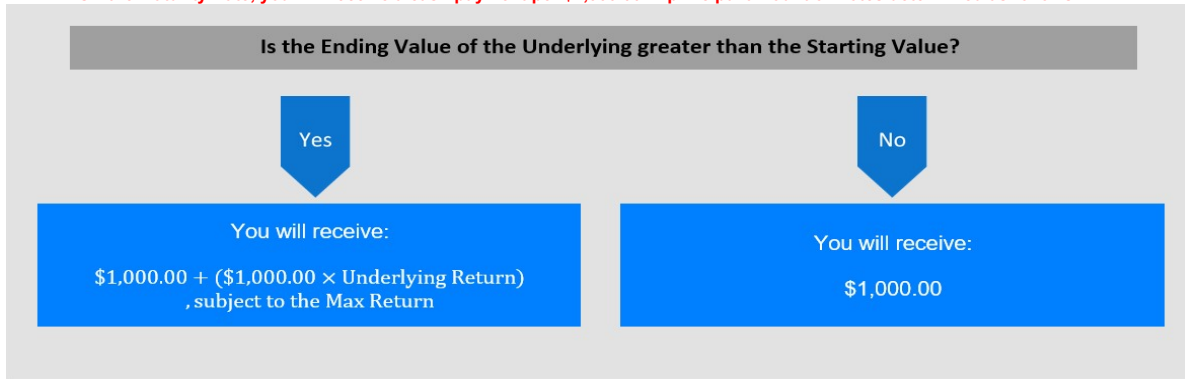 Is the Ending Value of the Underlying greater than the Starting Value?
Yes
No
You will receive:
$1,000.00 + ($1,000.00 × Underlying Return)
, subject to the Max Return
You will receive:
$1,000.00